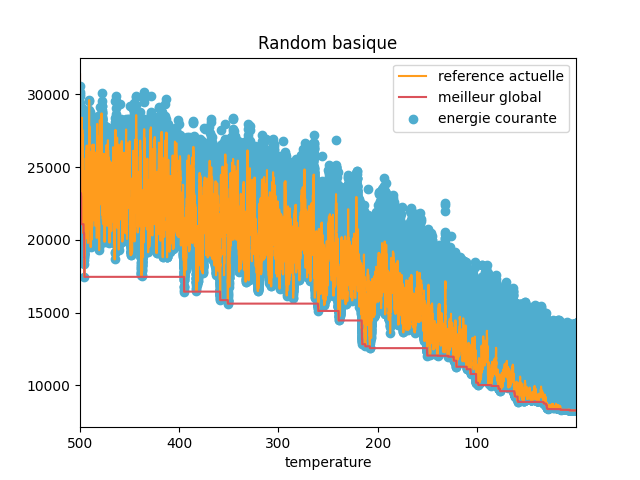 Random basique
reference actuelle
meilleur global
energie courante
30000
25000
20000
15000
10000
500 400 300 200 100
temperature